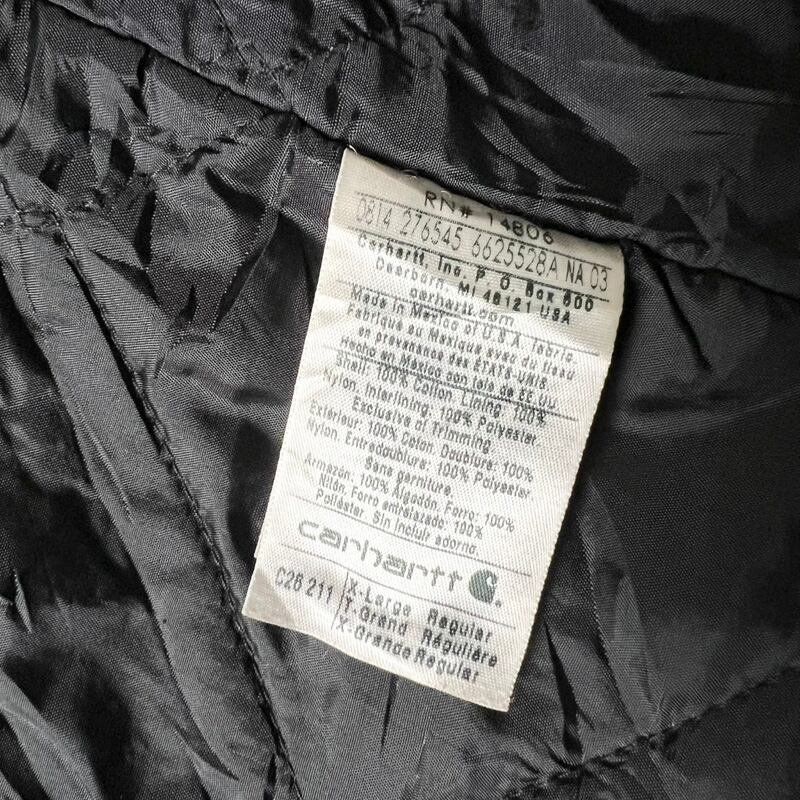 RN# 14806
0814 276545 6625528A NA 03
Carhartt, Inc. P.O. Box 600
Dearborn, MI 48121 USA
carhartt.com
Made in Mexico of U.S.A. fabric
Fabriqué au Mexique avec du tissu
en provenance des ÉTATS-UNIS
Hecho en México con tela de EE.UU.
Shell: 100% Cotton, Lining: 100%
Nylon, Interlining: 100% Polyester
Exclusive of Trimming
Extérieur: 100% Coton, Doublure: 100%
Nylon, Entredoublure: 100% Polyester
Sans garniture.
Armazón: 100% Algodón, Forro: 100%
Nilón, Forro entrelazado: 100%
Poliéster, Sin incluir adorno.
carhartt
C26 211
X-Large Regular
T-Grand Régulière
X-Grande Regular